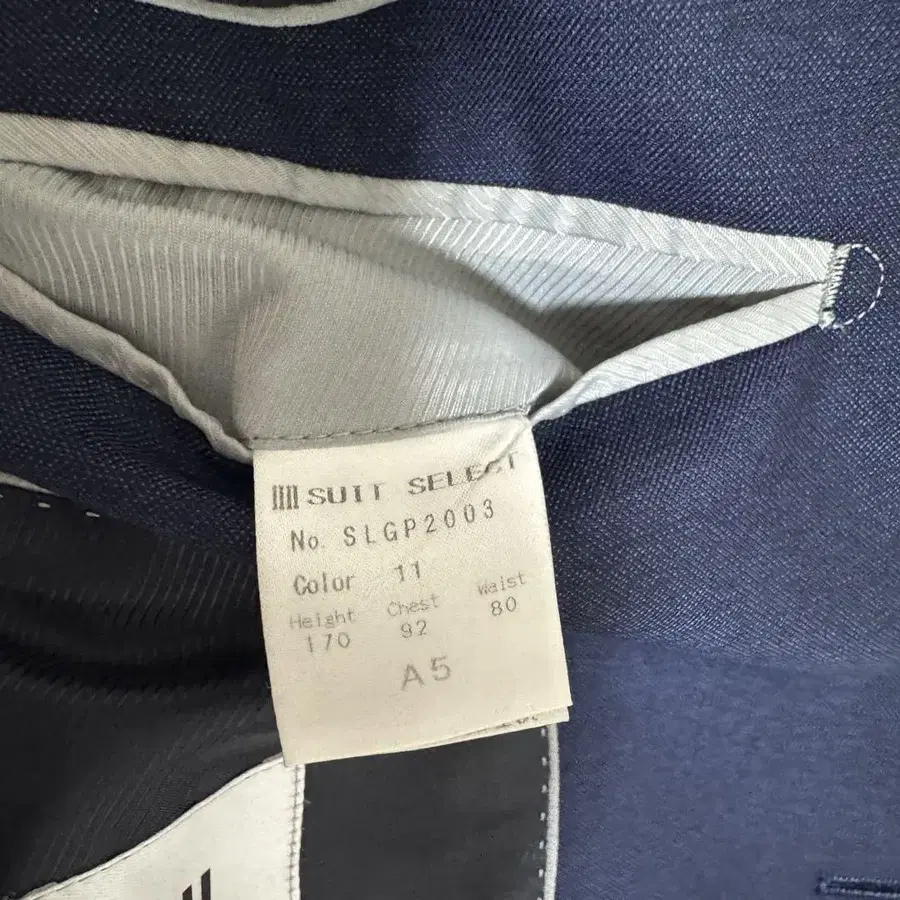 SUIT SELECT
No. SLGP2003
Color 11
Height Chest Waist
170 92 80
A5